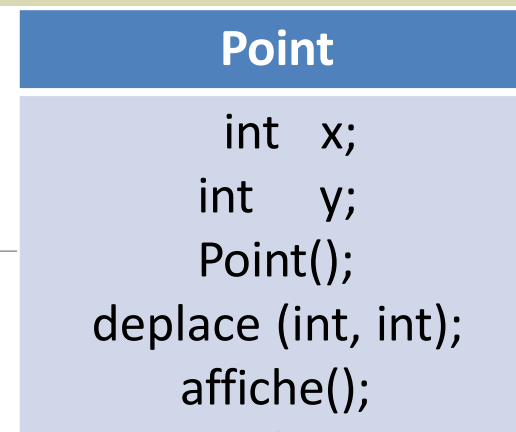 Point
int x;
int y;
Point();
deplace (int, int);
affiche();